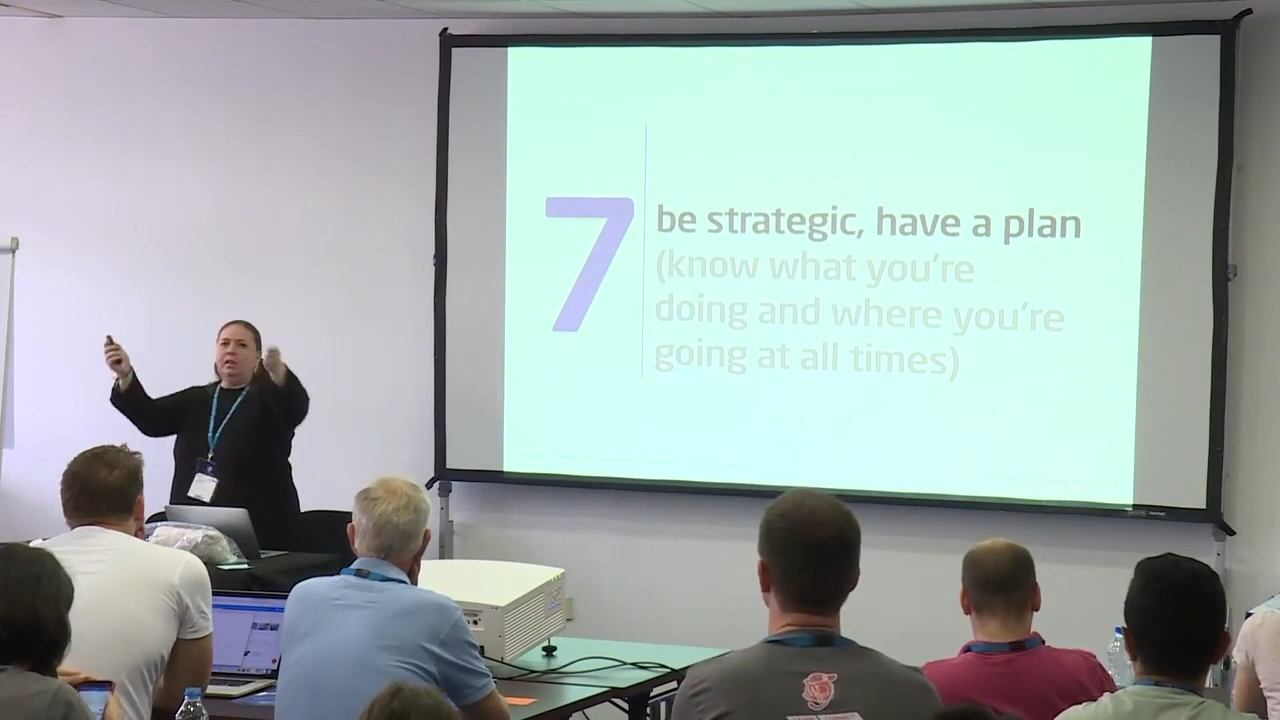 7
be strategic, have a plan
(know what you're
doing and where you're
going at all times)